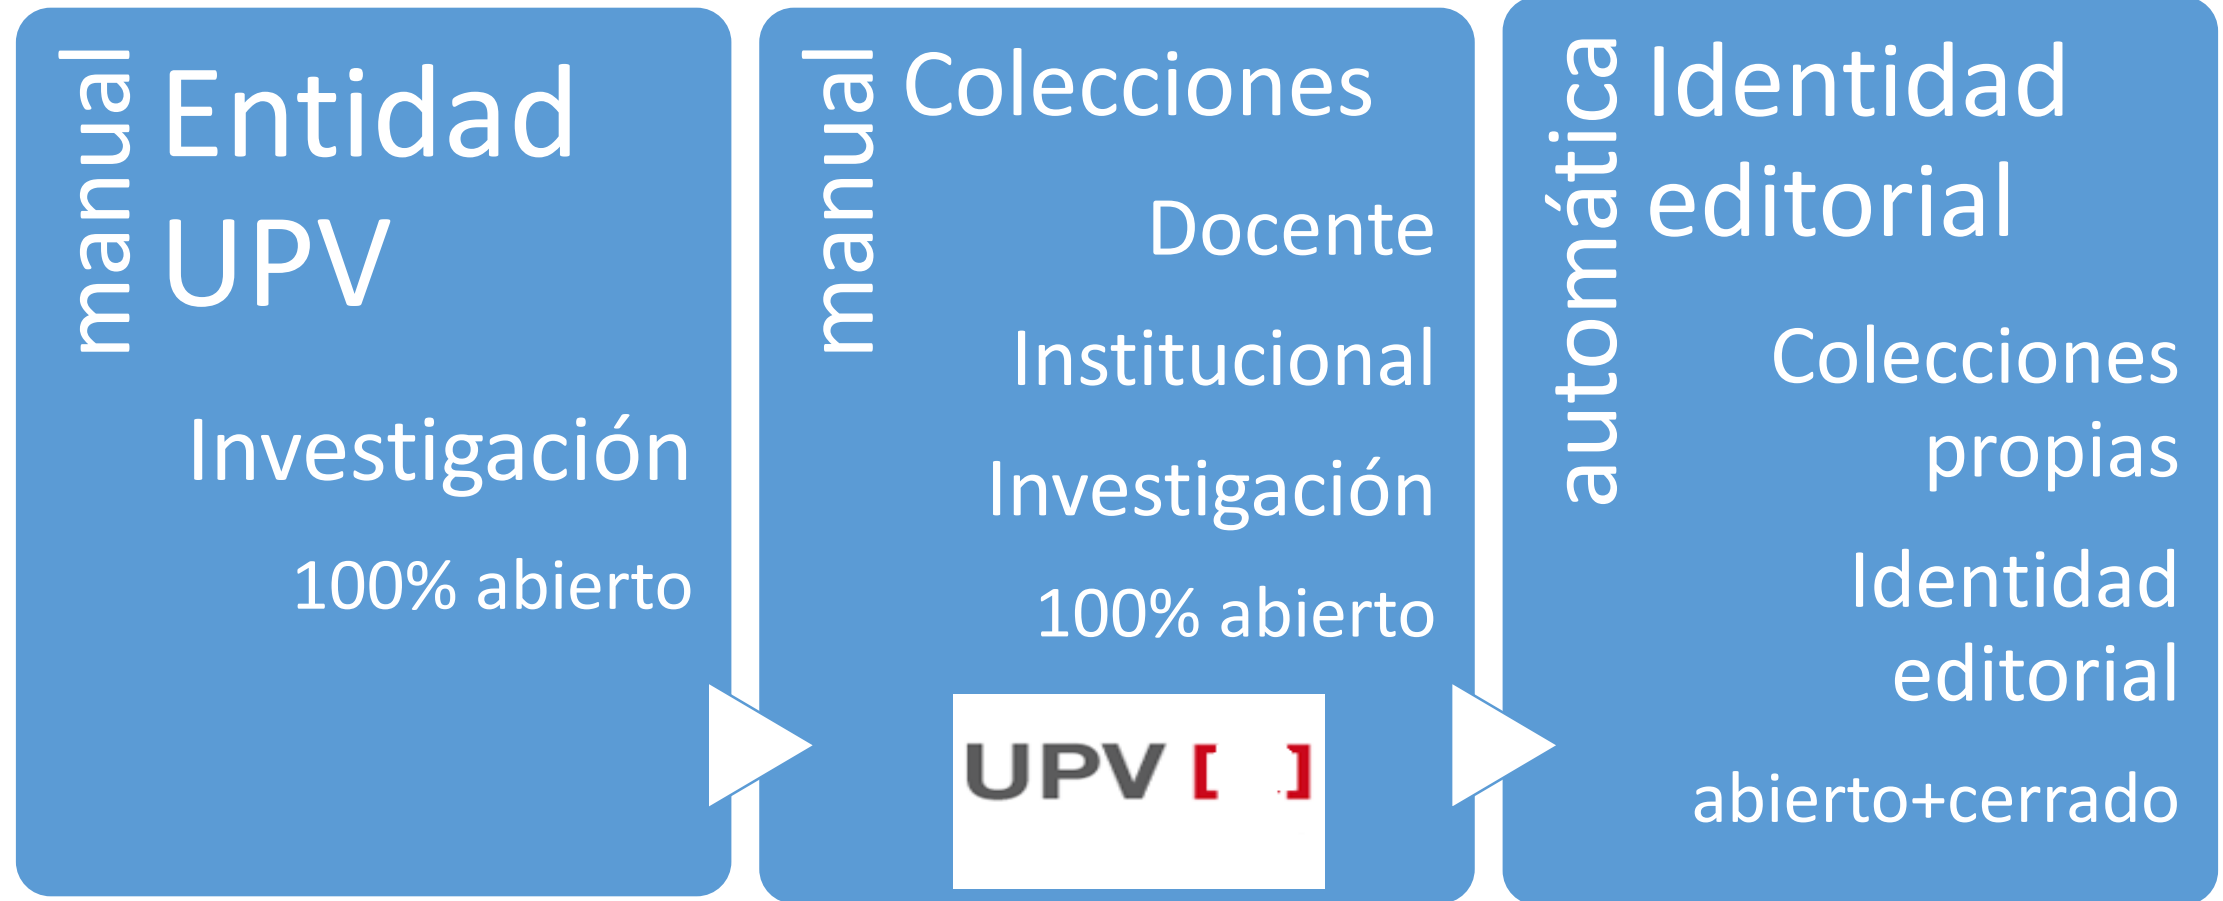 manual
Entidad
UPV
Investigación
100% abierto
manual
Colecciones
Docente
Institucional
Investigación
100% abierto
UPV [ ]
automática
Identidad
editorial
Colecciones
propias
Identidad
editorial
abierto+cerrado